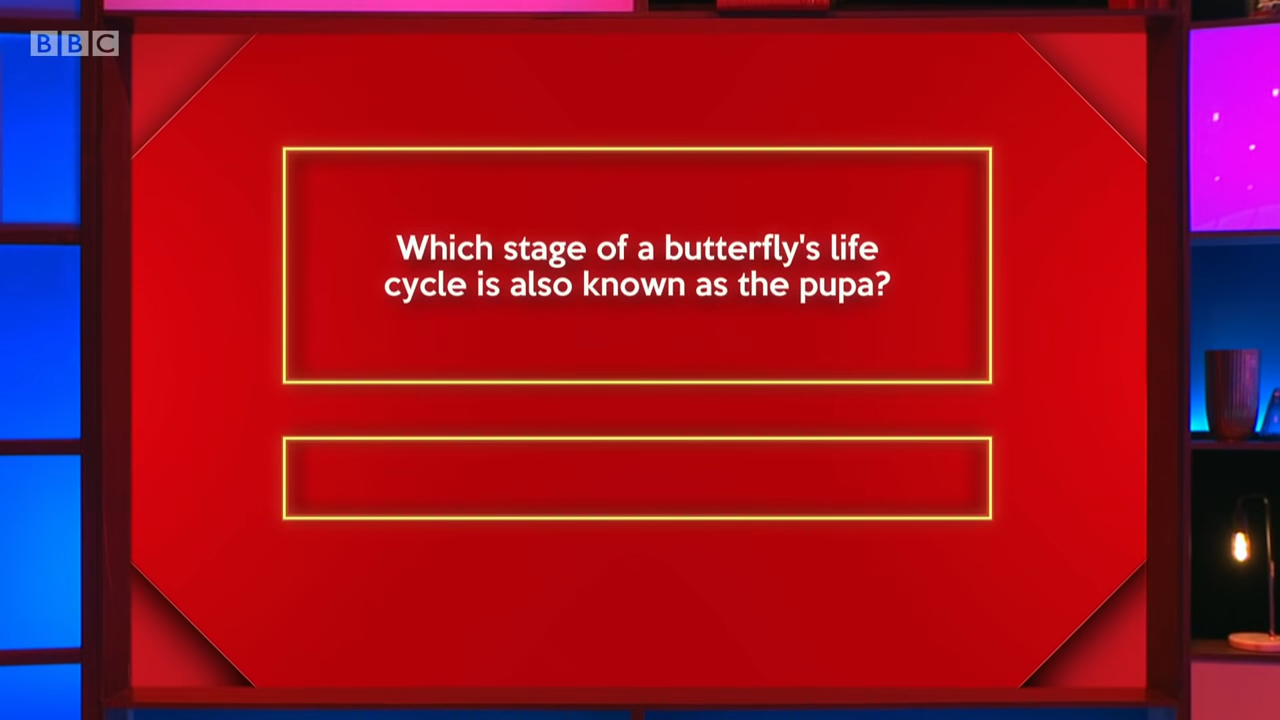 BBC
Which stage of a butterfly's life
cycle is also known as the pupa?